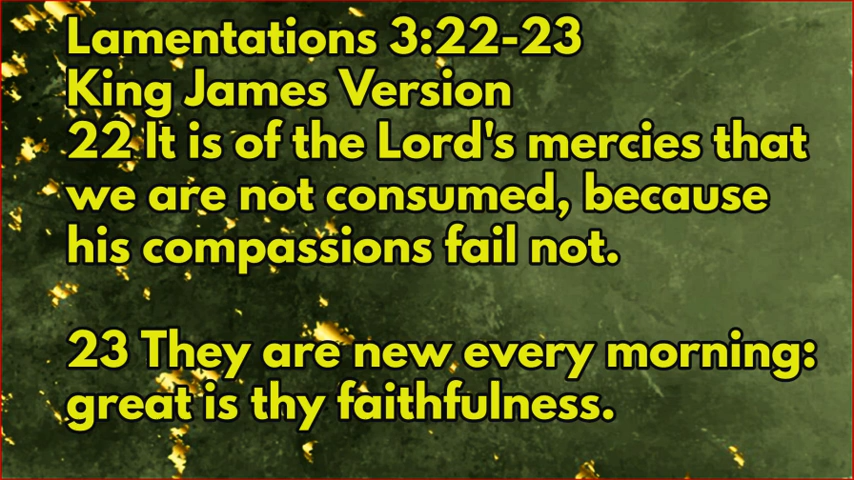 Lamentations 3:22-23
King James Version
22 It is of the Lord's mercies that
we are not consumed, because
his compassions fail not.
23 They are new every morning:
great is thy faithfulness.